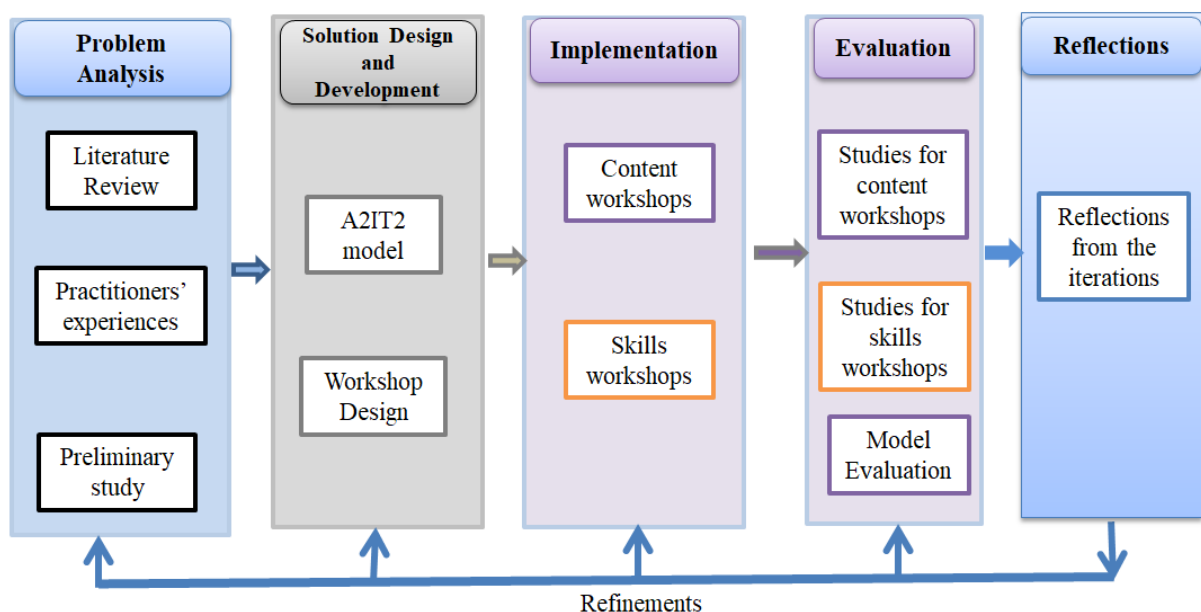 Problem
Analysis
Literature
Review
Practitioners’
experiences
Preliminary
study
Solution Design
and
Development
A2IT2
model
Workshop
Design
Implementation
Content
workshops
Skills
workshops
Evaluation
Studies for
content
workshops
Studies for
skills
workshops
Model
Evaluation
Reflections
Reflections
from the
iterations
Refinements